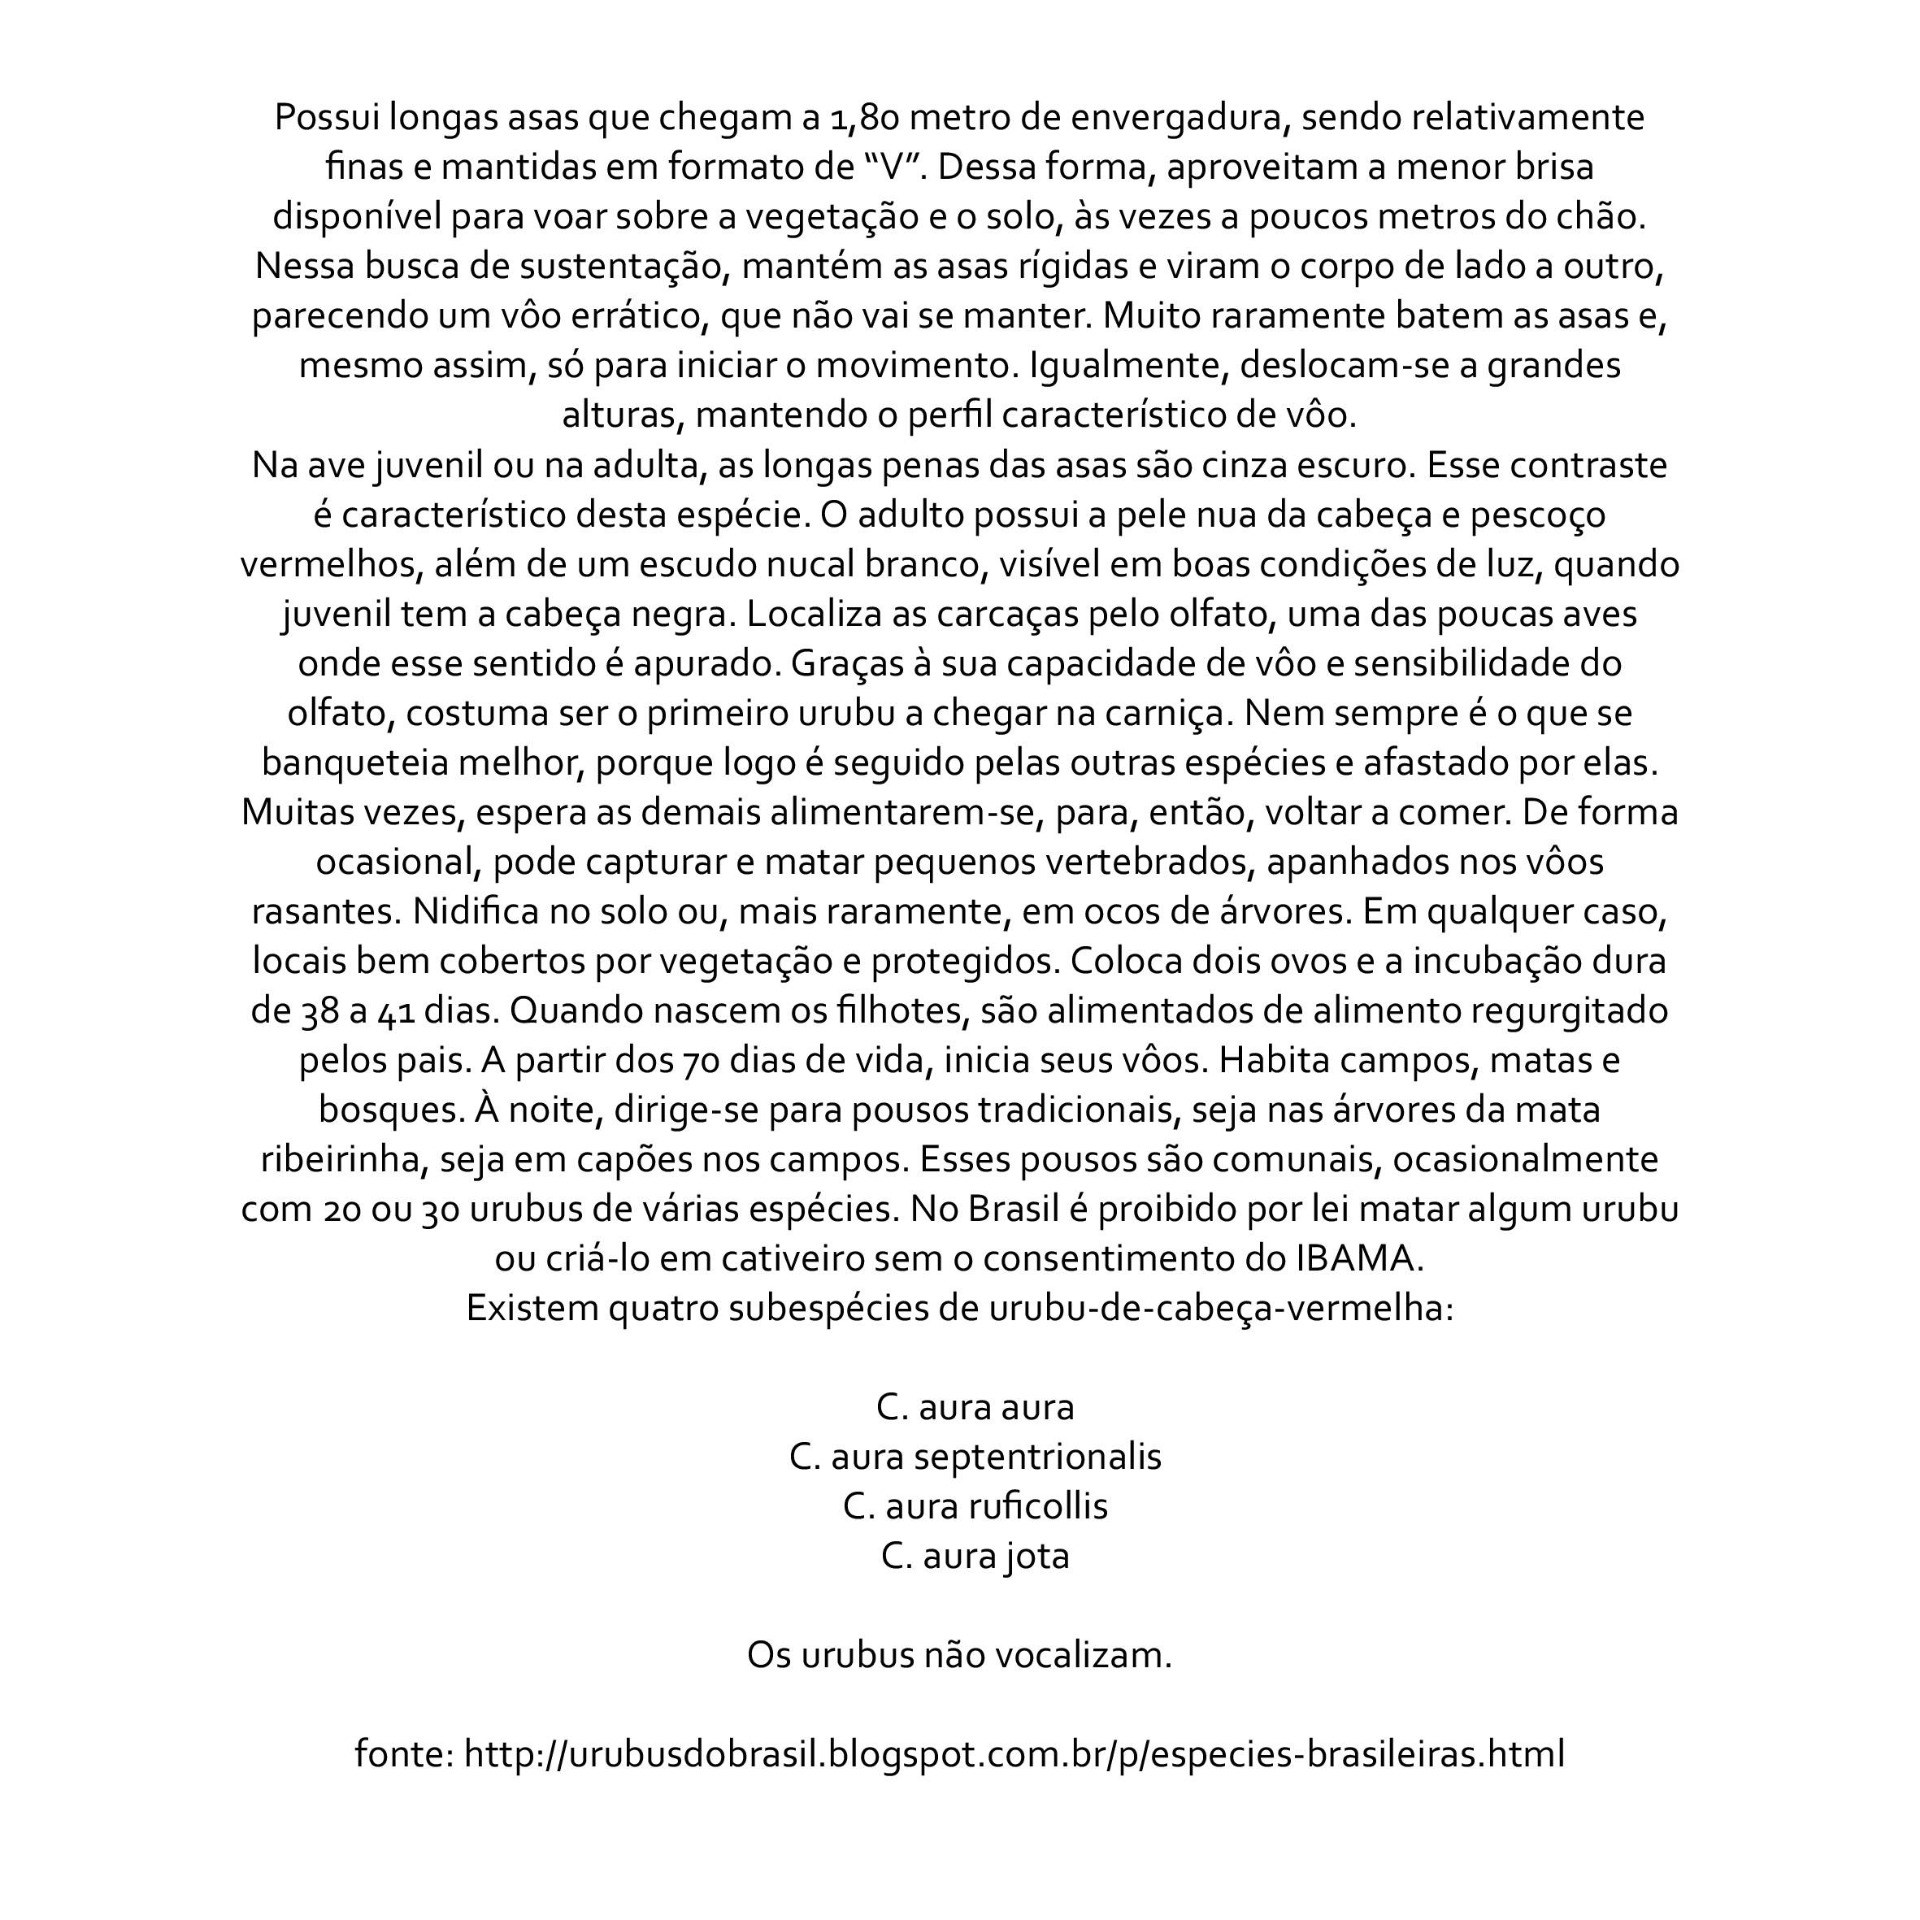 Possui longas asas que chegam a 1,80 metro de envergadura, sendo relativamente
finas e mantidas em formato de “V”. Dessa forma, aproveitam a menor brisa
disponível para voar sobre a vegetação e o solo, às vezes a poucos metros do chão.
Nessa busca de sustentação, mantém as asas rígidas e viram o corpo de lado a outro,
parecendo um vôo errático, que não vai se manter. Muito raramente batem as asas e,
mesmo assim, só para iniciar o movimento. Igualmente, deslocam-se a grandes
alturas, mantendo o perfil característico de vôo.
Na ave juvenil ou na adulta, as longas penas das asas são cinza escuro. Esse contraste
é característico desta espécie. O adulto possui a pele nua da cabeça e pescoço
vermelhos, além de um escudo nucal branco, visível em boas condições de luz, quando
juvenil tem a cabeça negra. Localiza as carcaças pelo olfato, uma das poucas aves
onde esse sentido é apurado. Graças à sua capacidade de vôo e sensibilidade do
olfato, costuma ser o primeiro urubu a chegar na carniça. Nem sempre é o que se
banqueteia melhor, porque logo é seguido pelas outras espécies e afastado por elas.
Muitas vezes, espera as demais alimentarem-se, para, então, voltar a comer. De forma
ocasional, pode capturar e matar pequenos vertebrados, apanhados nos vôos
rasantes. Nidifica no solo ou, mais raramente, em ocos de árvores. Em qualquer caso,
locais bem cobertos por vegetação e protegidos. Coloca dois ovos e a incubação dura
de 38 a 41 dias. Quando nascem os filhotes, são alimentados de alimento regurgitado
pelos pais. A partir dos 70 dias de vida, inicia seus vôos. Habita campos, matas e
bosques. À noite, dirige-se para pousos tradicionais, seja nas árvores da mata
ribeirinha, seja em capões nos campos. Esses pousos são comunais, ocasionalmente
com 20 ou 30 urubus de várias espécies. No Brasil é proibido por lei matar algum urubu
ou criá-lo em cativeiro sem o consentimento do IBAMA.
Existem quatro subespécies de urubu-de-cabeça-vermelha:
C. aura aura
C. aura septentrionalis
C. aura ruficollis
C. aura jota
Os urubus não vocalizam.
fonte: http://urubusdobrasil.blogspot.com.br/p/especies-brasileiras.html